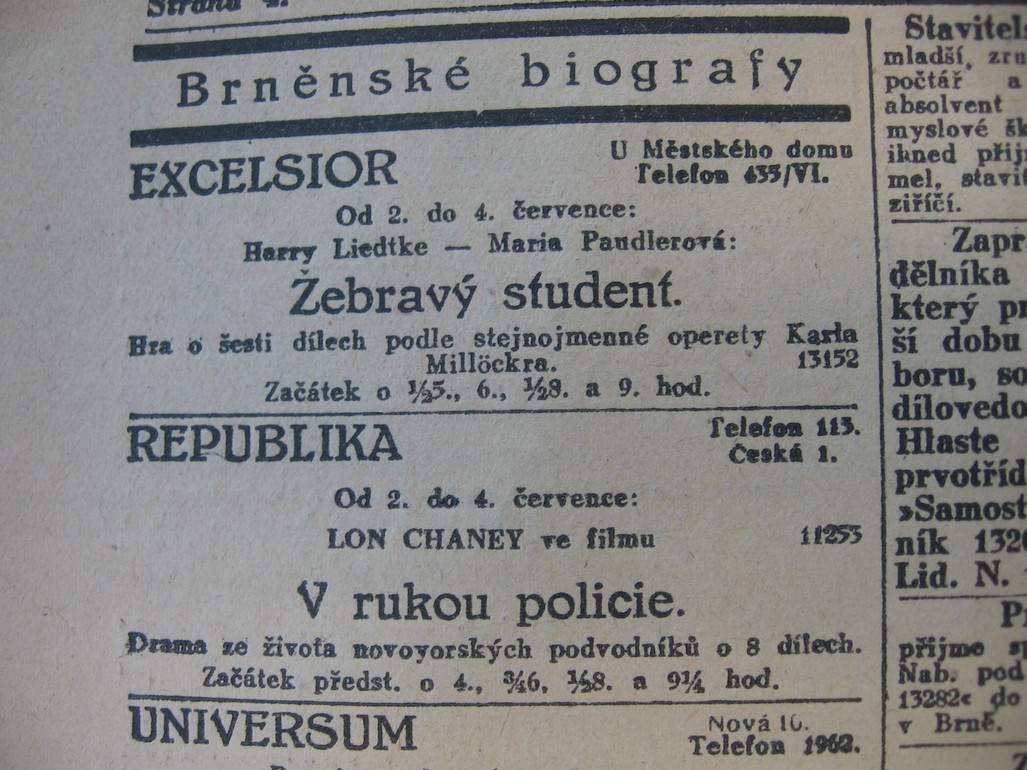 Strana 4.
Brněnské biografy
EXCELSIOR
U Městského domu
Telefon 435/VI.
Od 2. do 4. července:
Harry Liedtke — Maria Paudlerová:
Žebravý student.
Hra o šesti dílech podle stejnojmenné operety Karla
Millöckra. 13152
Začátek o ½5., 6., ½8. a 9. hod.
REPUBLIKA
Telefon 113.
Česká 1.
Od 2. do 4. července:
LON CHANEY ve filmu 11253
V rukou policie.
Drama ze života novoyorských podvodníků o 8 dílech.
Začátek předst. o 4., ¾6, ½8. a 9¼ hod.
UNIVERSUM
Nová 10.
Telefon 1962.
mladší, zru
počtář a
absolvent
myslové šk
ihned přijm
mel, stavit
ziříčí.
Zapr
dělníka
který pr
ší dobu
boru, so
dílovedo
Hlaste
prvotříd
»Samost
ník 132
Lid. N.
přijme s
Nab. pod
13282« do
v Brně.